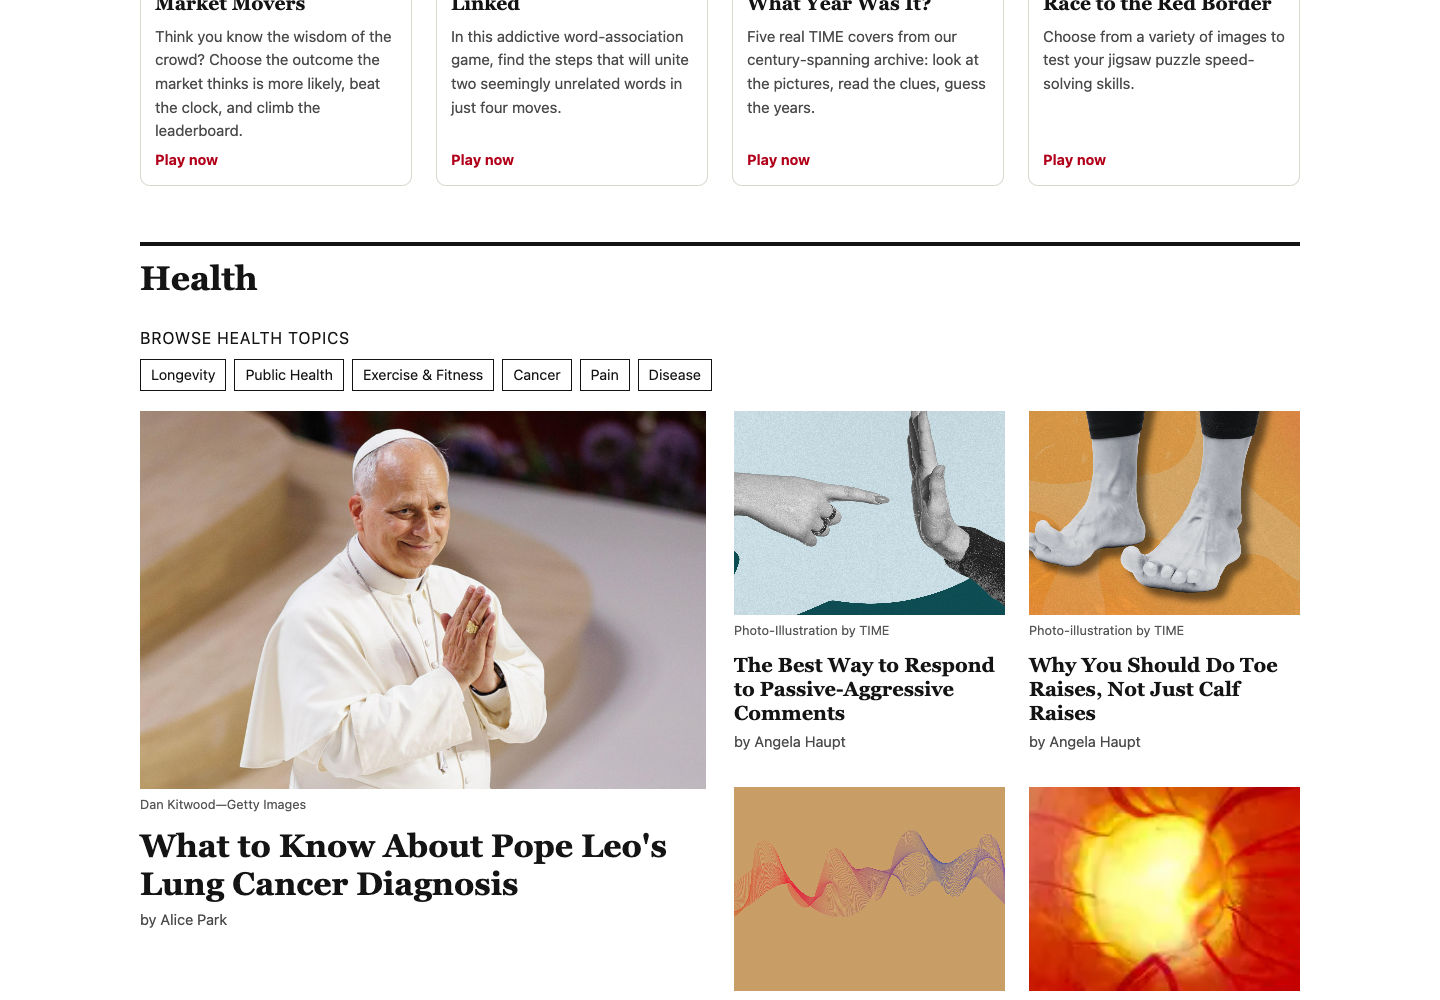 Market Movers
Think you know the wisdom of the
crowd? Choose the outcome the
market thinks is more likely, beat
the clock, and climb the
leaderboard.
Play now
Linked
In this addictive word-association
game, find the steps that will unite
two seemingly unrelated words in
just four moves.
Play now
What Year Was It?
Five real TIME covers from our
century-spanning archive: look at
the pictures, read the clues, guess
the years.
Play now
Race to the Red Border
Choose from a variety of images to
test your jigsaw puzzle speed-
solving skills.
Play now
Health
BROWSE HEALTH TOPICS
Longevity
Public Health
Exercise & Fitness
Cancer
Pain
Disease
Dan Kitwood—Getty Images
What to Know About Pope Leo's
Lung Cancer Diagnosis
by Alice Park
Photo-Illustration by TIME
The Best Way to Respond
to Passive-Aggressive
Comments
by Angela Haupt
Photo-illustration by TIME
Why You Should Do Toe
Raises, Not Just Calf
Raises
by Angela Haupt